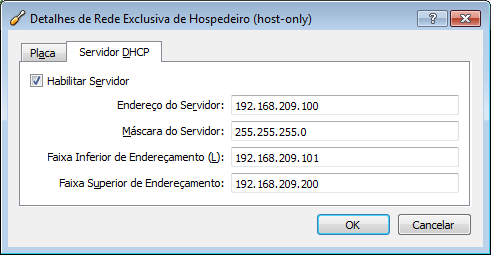 Detalhes de Rede Exclusiva de Hospedeiro (host-only)
?
Placa
Servidor DHCP
Habilitar Servidor
Endereço do Servidor: 192.168.209.100
Máscara do Servidor: 255.255.255.0
Faixa Inferior de Endereçamento (L): 192.168.209.101
Faixa Superior de Endereçamento: 192.168.209.200
OK Cancelar